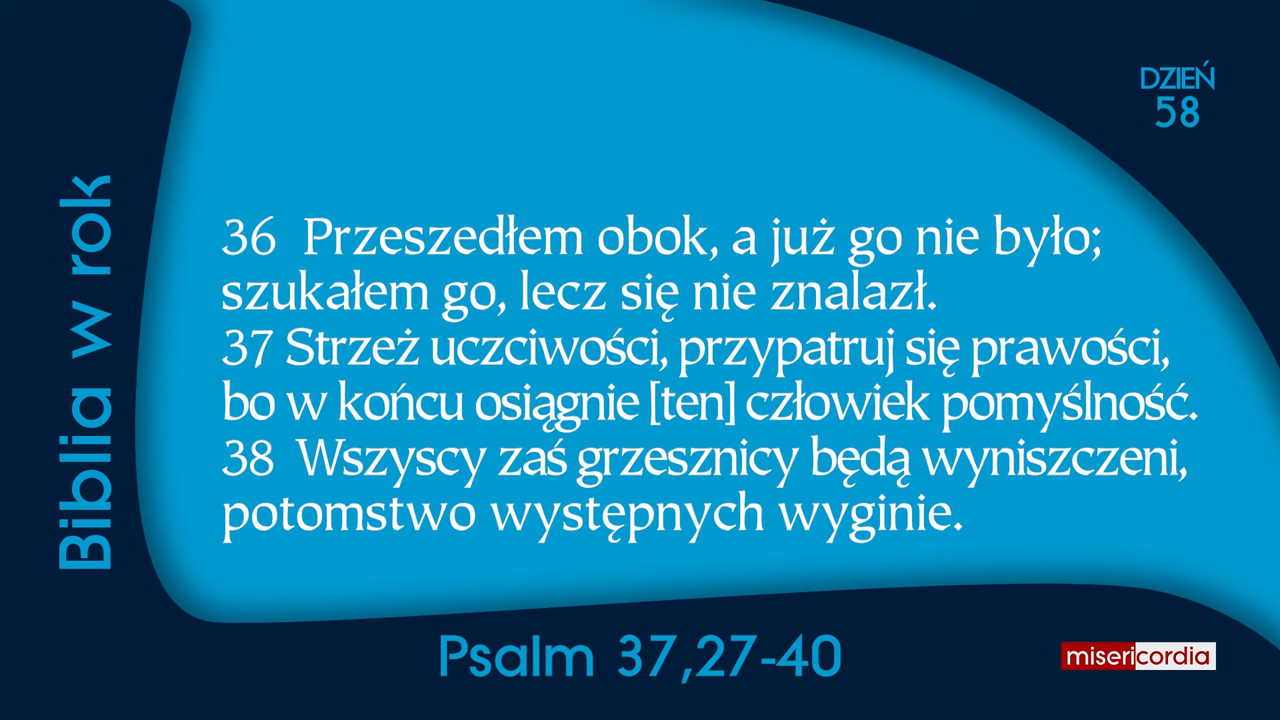 DZIEŃ
58
Biblia w rok
36 Przeszedłem obok, a już go nie było;
szukałem go, lecz się nie znalazł.
37 Strzeż uczciwości, przypatruj się prawości,
bo w końcu osiągnie [ten] człowiek pomyślność.
38 Wszyscy zaś grzesznicy będą wyniszczeni,
potomstwo występnych wyginie.
Psalm 37,27-40
misericordia